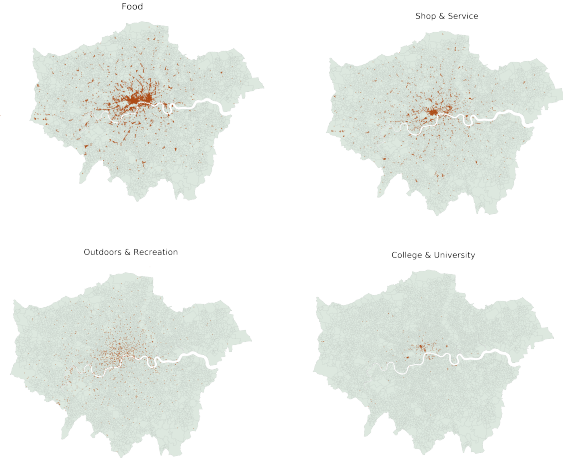 Food
Shop & Service
Outdoors & Recreation
College & University